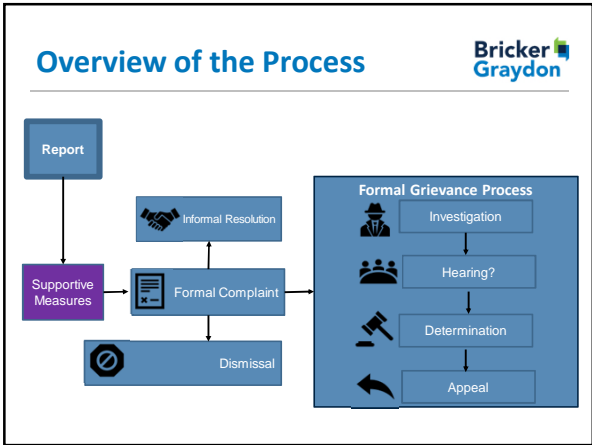 Overview of the Process
Bricker
Graydon
Report
Supportive
Measures
Informal Resolution
Formal Complaint
Dismissal
Formal Grievance Process
Investigation
Hearing?
Determination
Appeal